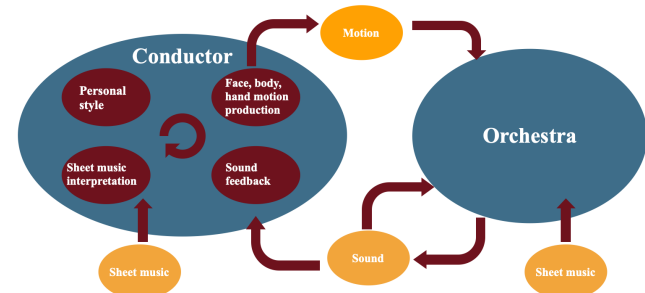 Motion
Conductor
Personal
style
Face, body,
hand motion
production
Orchestra
Sheet music
interpretation
Sound
feedback
Sheet music
Sound
Sheet music